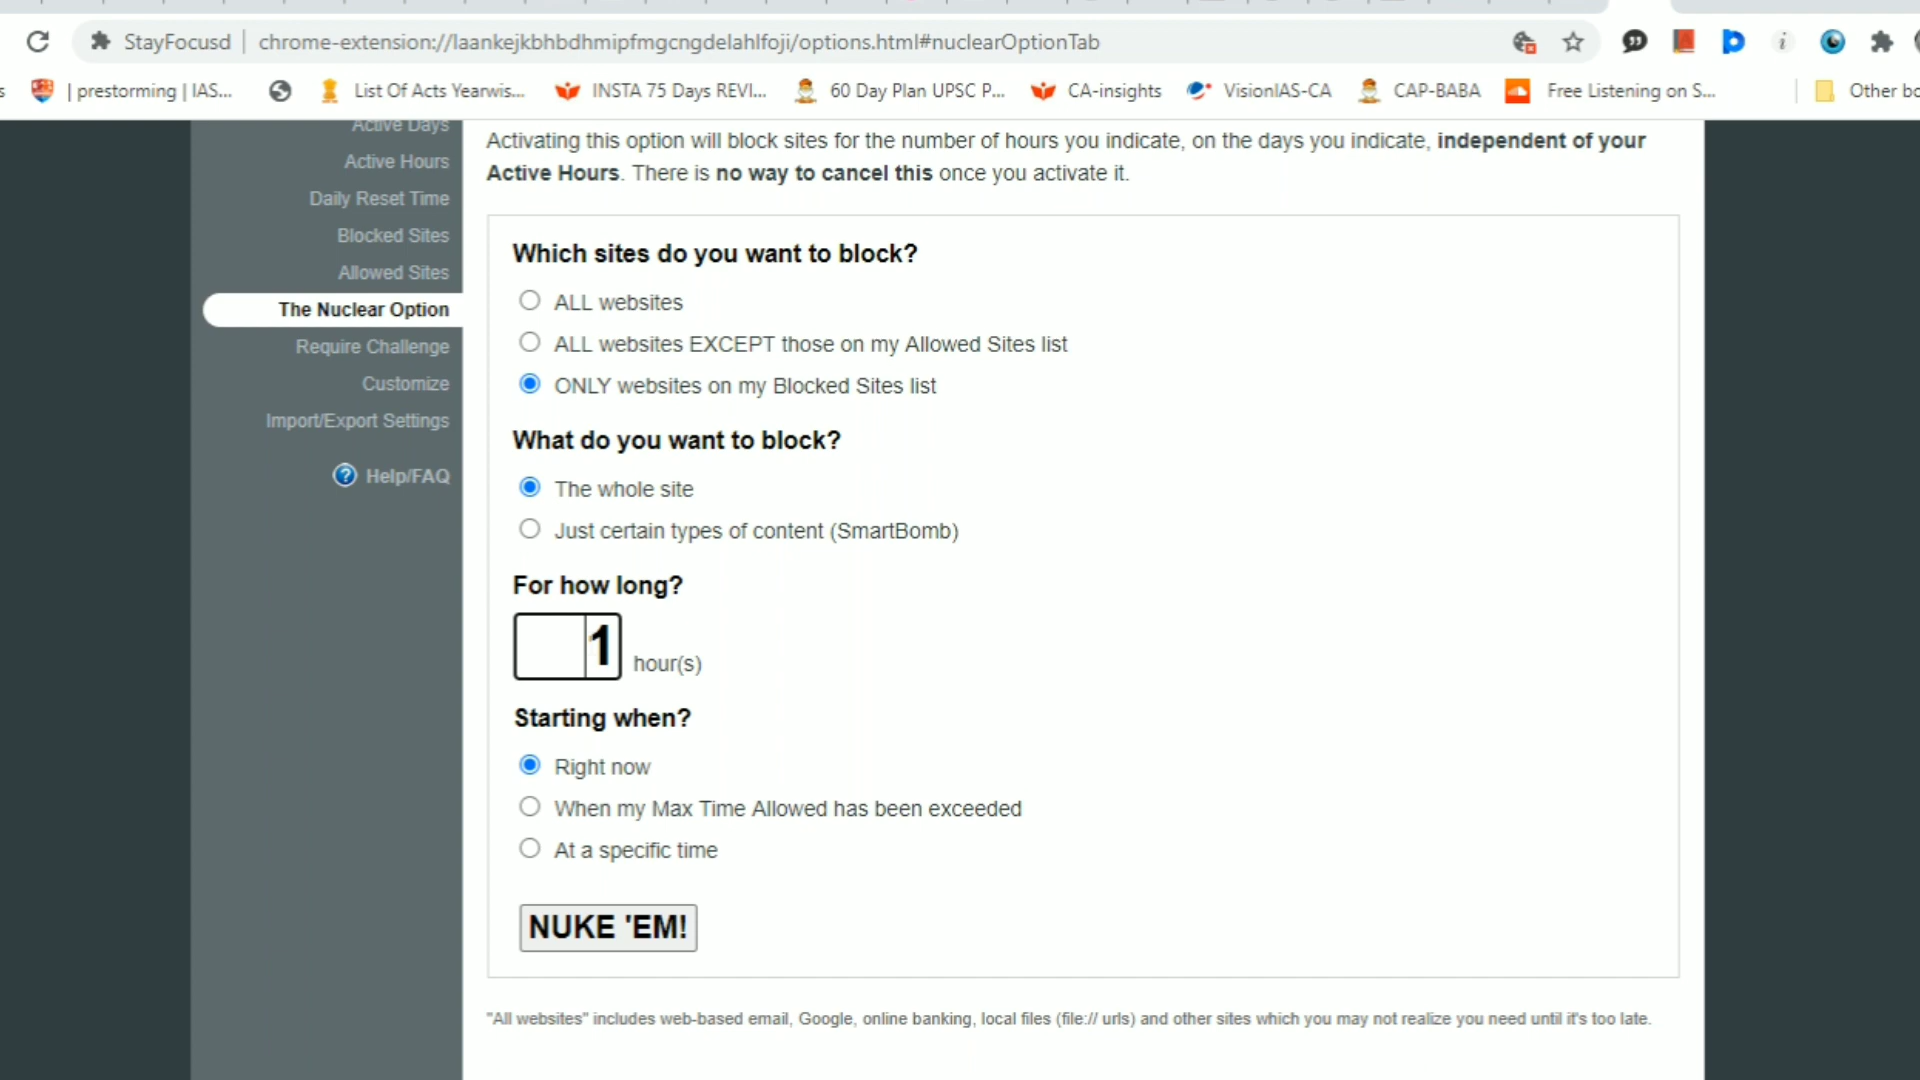 StayFocusd | chrome-extension://laankejkbhbdhmipfmgcngdelahlfoji/options.html#nuclearOptionTab
s | prestorming | IAS... List Of Acts Yearwis... INSTA 75 Days REVI... 60 Day Plan UPSC P... CA-insights VisionIAS-CA CAP-BABA Free Listening on S... Other bo
Active Days
Active Hours
Daily Reset Time
Blocked Sites
Allowed Sites
The Nuclear Option
Require Challenge
Customize
Import/Export Settings
Help/FAQ
Activating this option will block sites for the number of hours you indicate, on the days you indicate, independent of your
Active Hours. There is no way to cancel this once you activate it.
Which sites do you want to block?
ALL websites
ALL websites EXCEPT those on my Allowed Sites list
ONLY websites on my Blocked Sites list
What do you want to block?
The whole site
Just certain types of content (SmartBomb)
For how long?
1 hour(s)
Starting when?
Right now
When my Max Time Allowed has been exceeded
At a specific time
NUKE 'EM!
"All websites" includes web-based email, Google, online banking, local files (file:// urls) and other sites which you may not realize you need until it's too late.